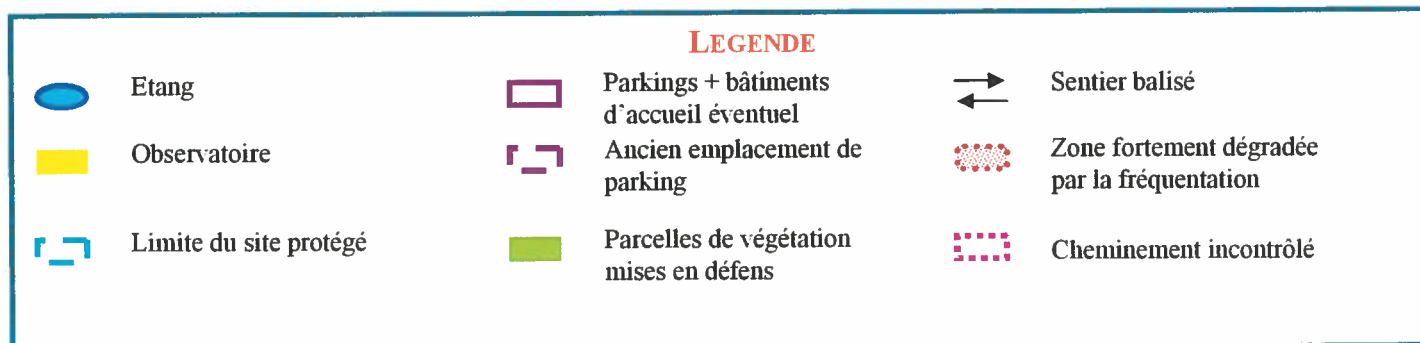 LEGENDE
Etang
Observatoire
Limite du site protégé
Parkings + bâtiments
d'accueil éventuel
Ancien emplacement de
parking
Parcelles de végétation
mises en défens
Sentier balisé
Zone fortement dégradée
par la fréquentation
Cheminement incontrôlé